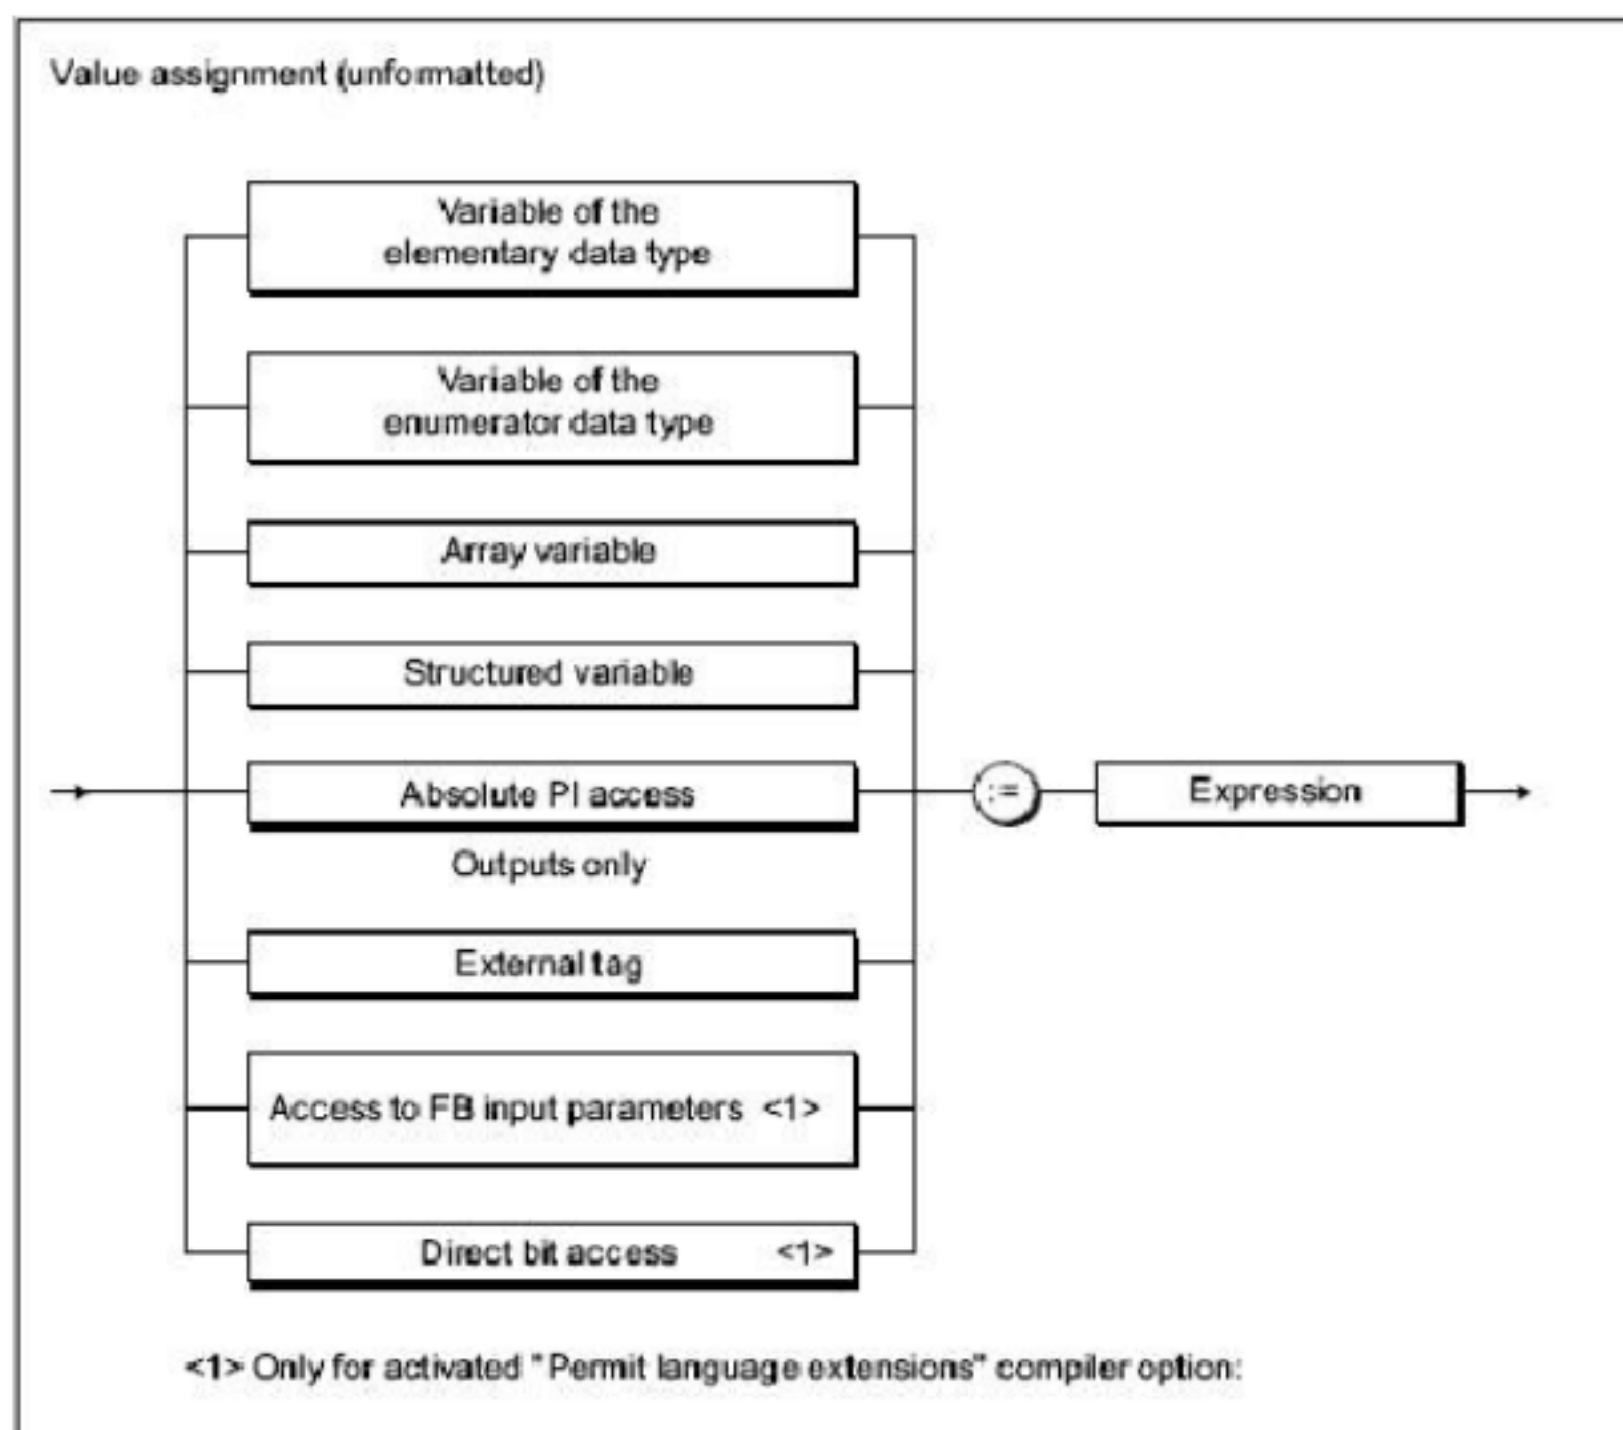 Value assignment (unformatted)
Variable of the
elementary data type
Variable of the
enumerator data type
Array variable
Structured variable
Absolute PI access
:=
Expression
Outputs only
External tag
Access to FB input parameters <1>
Direct bit access <1>
<1> Only for activated "Permit language extensions" compiler option: